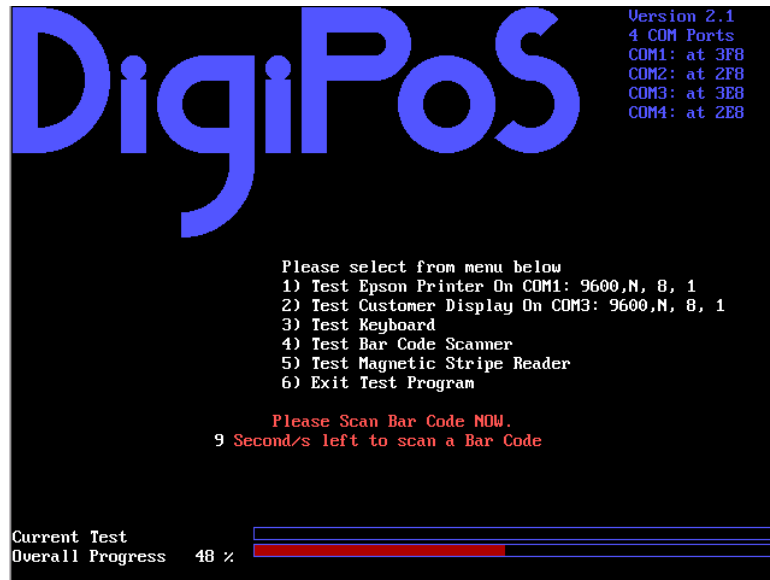 DigiPoS
Version 2.1
4 COM Ports
COM1: at 3F8
COM2: at 2F8
COM3: at 3E8
COM4: at 2E8
Please select from menu below
1) Test Epson Printer On COM1: 9600,N, 8, 1
2) Test Customer Display On COM3: 9600,N, 8, 1
3) Test Keyboard
4) Test Bar Code Scanner
5) Test Magnetic Stripe Reader
6) Exit Test Program
Please Scan Bar Code NOW.
9 Second/s left to scan a Bar Code
Current Test
Overall Progress 48 %